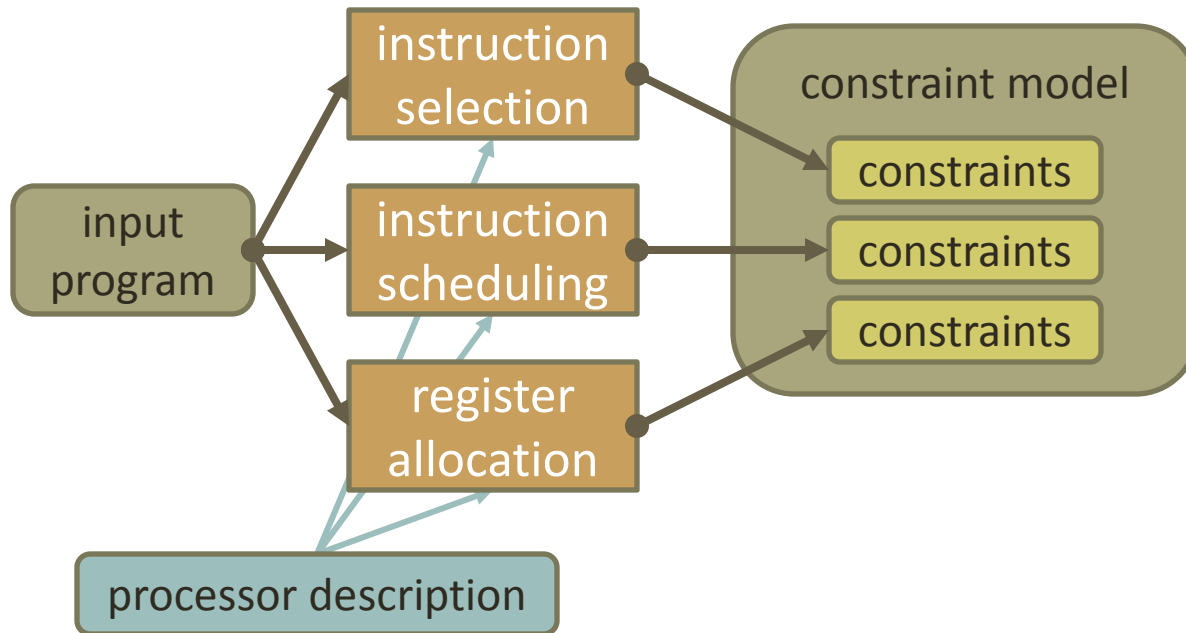 instruction
selection
constraint model
constraints
input
program
instruction
scheduling
constraints
constraints
register
allocation
processor description